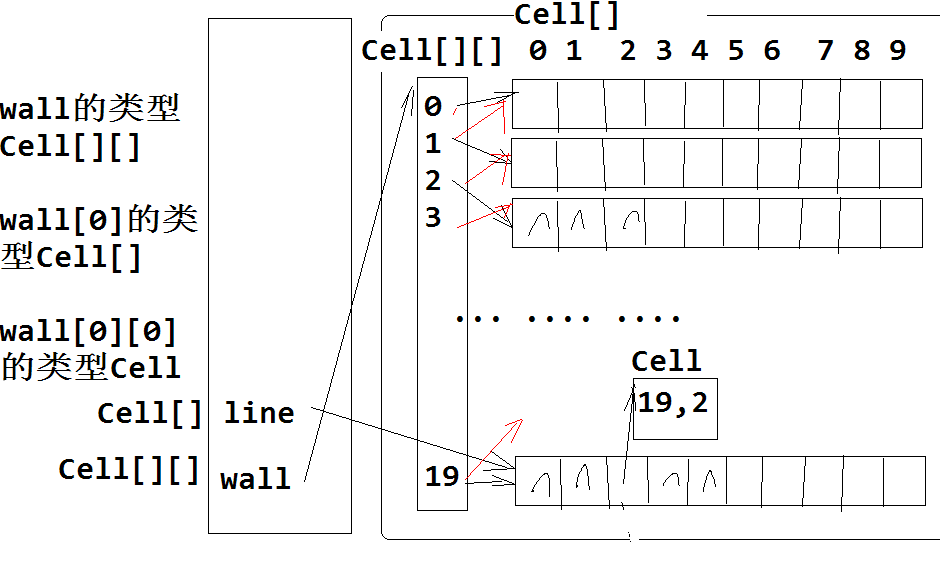 Cell[]
Cell[][] 0 1 2 3 4 5 6 7 8 9
wall的类型
Cell[][]
wall[0]的类
型Cell[]
wall[0][0]
的类型Cell
Cell[] line
Cell[][] wall
0
1
2
3
... .... ....
19
Cell
19,2